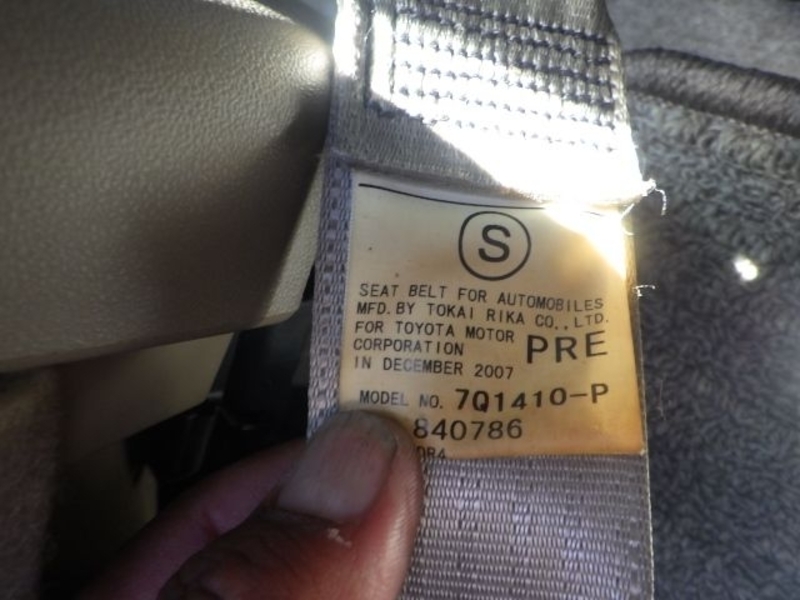 S
SEAT BELT FOR AUTOMOBILES
MFD. BY TOKAI RIKA CO., LTD.
FOR TOYOTA MOTOR
CORPORATION PRE
IN DECEMBER 2007
MODEL NO. 7Q1410-P
840786